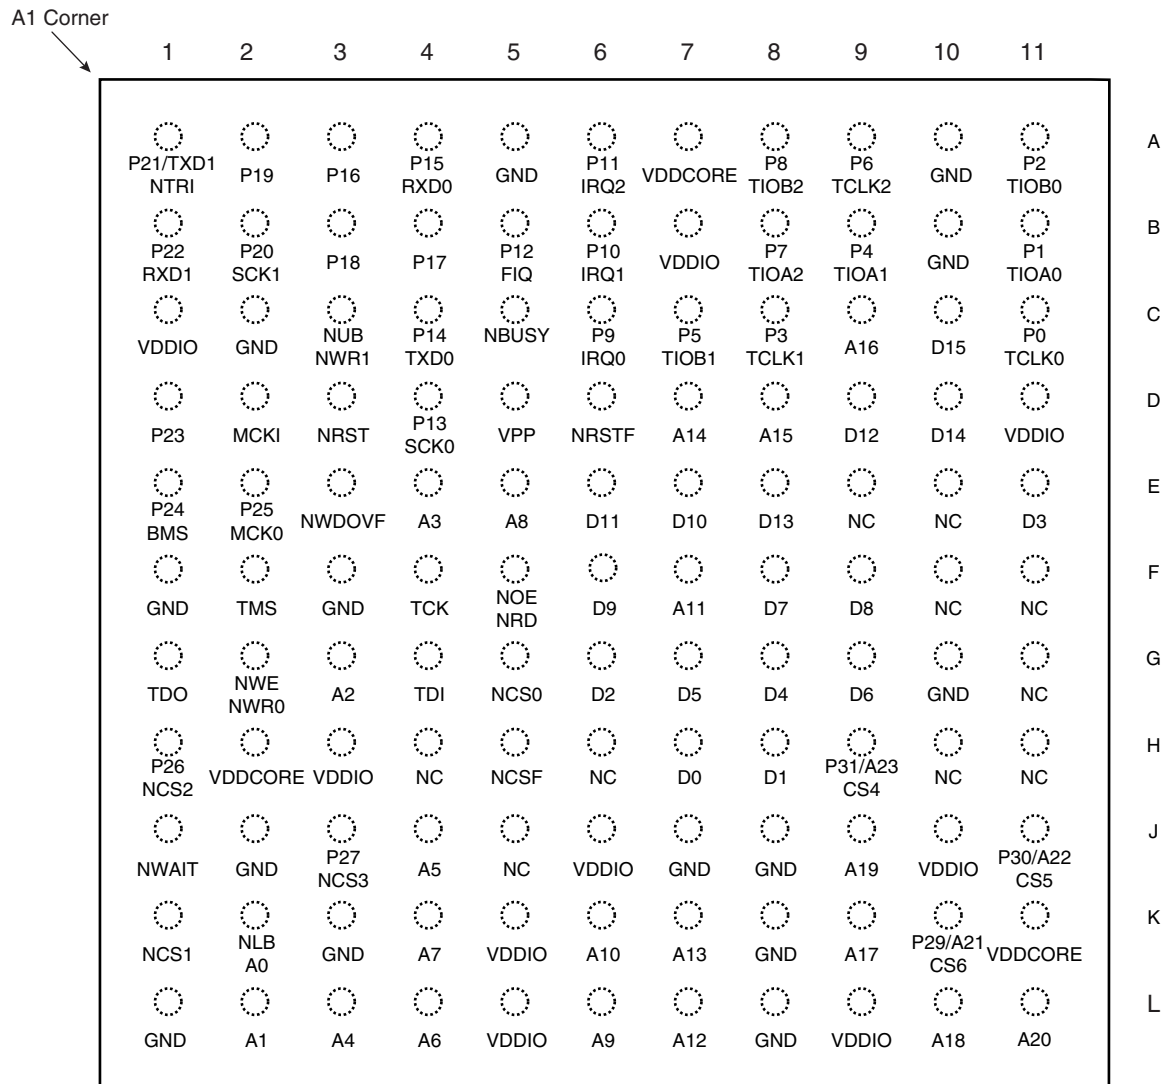 A1 Corner
1 2 3 4 5 6 7 8 9 10 11
A
P21/TXD1 P15 P11 P8 P6 P2
NTRI P19 P16 RXD0 GND IRQ2 VDDCORE TIOB2 TCLK2 GND TIOB0
B
P22 P20 P12 P10 P7 P4 P1
RXD1 SCK1 P18 P17 FIQ IRQ1 VDDIO TIOA2 TIOA1 GND TIOA0
C
NUB P14 NBUSY P9 P5 P3 P0
VDDIO GND NWR1 TXD0 IRQ0 TIOB1 TCLK1 A16 D15 TCLK0
D
P13
P23 MCKI NRST SCK0 VPP NRSTF A14 A15 D12 D14 VDDIO
E
P24 P25
BMS MCK0 NWDOVF A3 A8 D11 D10 D13 NC NC D3
F
NOE
GND TMS GND TCK NRD D9 A11 D7 D8 NC NC
G
NWE
TDO NWR0 A2 TDI NCS0 D2 D5 D4 D6 GND NC
H
P26 P31/A23
NCS2 VDDCORE VDDIO NC NCSF NC D0 D1 CS4 NC NC
J
P27 P30/A22
NWAIT GND NCS3 A5 NC VDDIO GND GND A19 VDDIO CS5
K
NLB P29/A21
NCS1 A0 GND A7 VDDIO A10 A13 GND A17 CS6 VDDCORE
L
GND A1 A4 A6 VDDIO A9 A12 GND VDDIO A18 A20